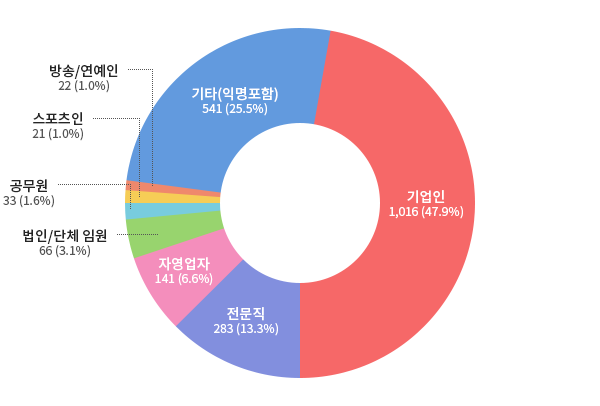 방송/연예인
22 (1.0%)
스포츠인
21 (1.0%)
공무원
33 (1.6%)
법인/단체 임원
66 (3.1%)
자영업자
141 (6.6%)
전문직
283 (13.3%)
기타(익명포함)
541 (25.5%)
기업인
1,016 (47.9%)